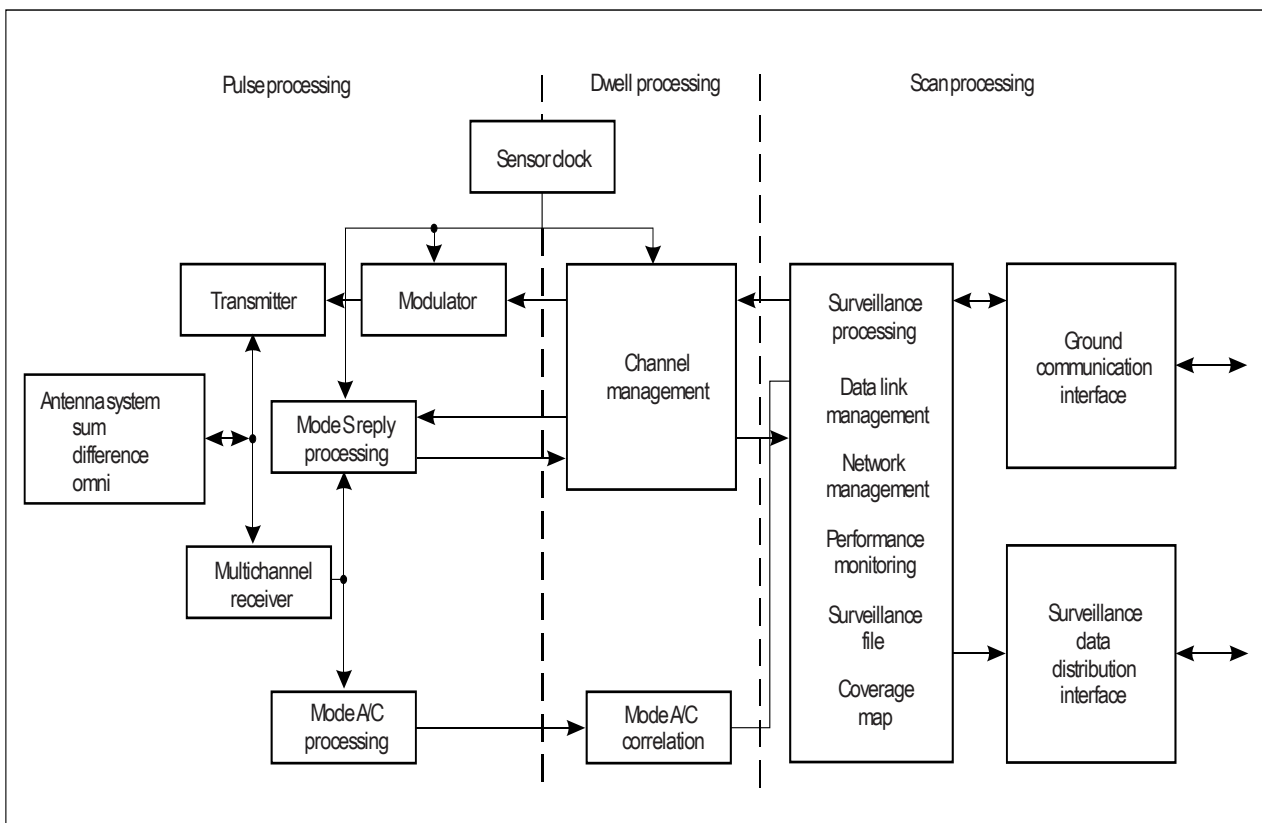 Pulse processing
Dwell processing
Scan processing
Sensor clock
Transmitter
Modulator
Channel
management
Surveillance
processing
Data link
management
Network
management
Performance
monitoring
Surveillance
file
Coverage
map
Ground
communication
interface
Antenna system
sum
difference
omni
Mode S reply
processing
Multichannel
receiver
Surveillance
data
distribution
interface
Mode A/C
processing
Mode A/C
correlation